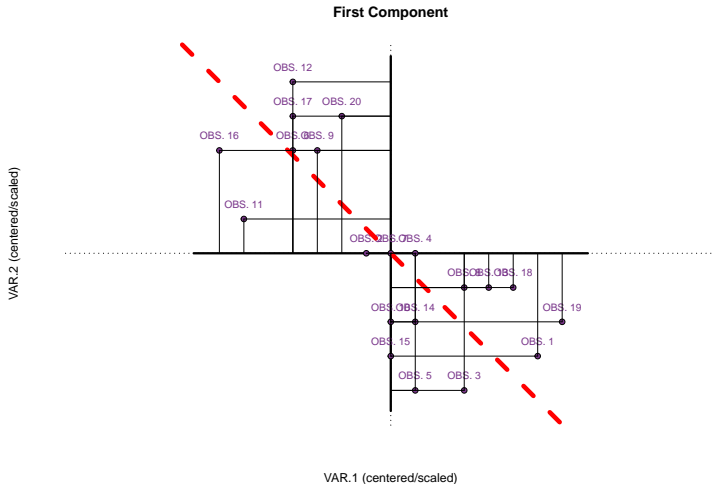 First Component
OBS. 12
OBS. 17
OBS. 20
OBS. 16
OBS. 9
OBS. 11
OBS. 4
OBS. 18
OBS. 14
OBS. 19
OBS. 15
OBS. 1
OBS. 5
OBS. 3
VAR.2 (centered/scaled)
VAR.1 (centered/scaled)